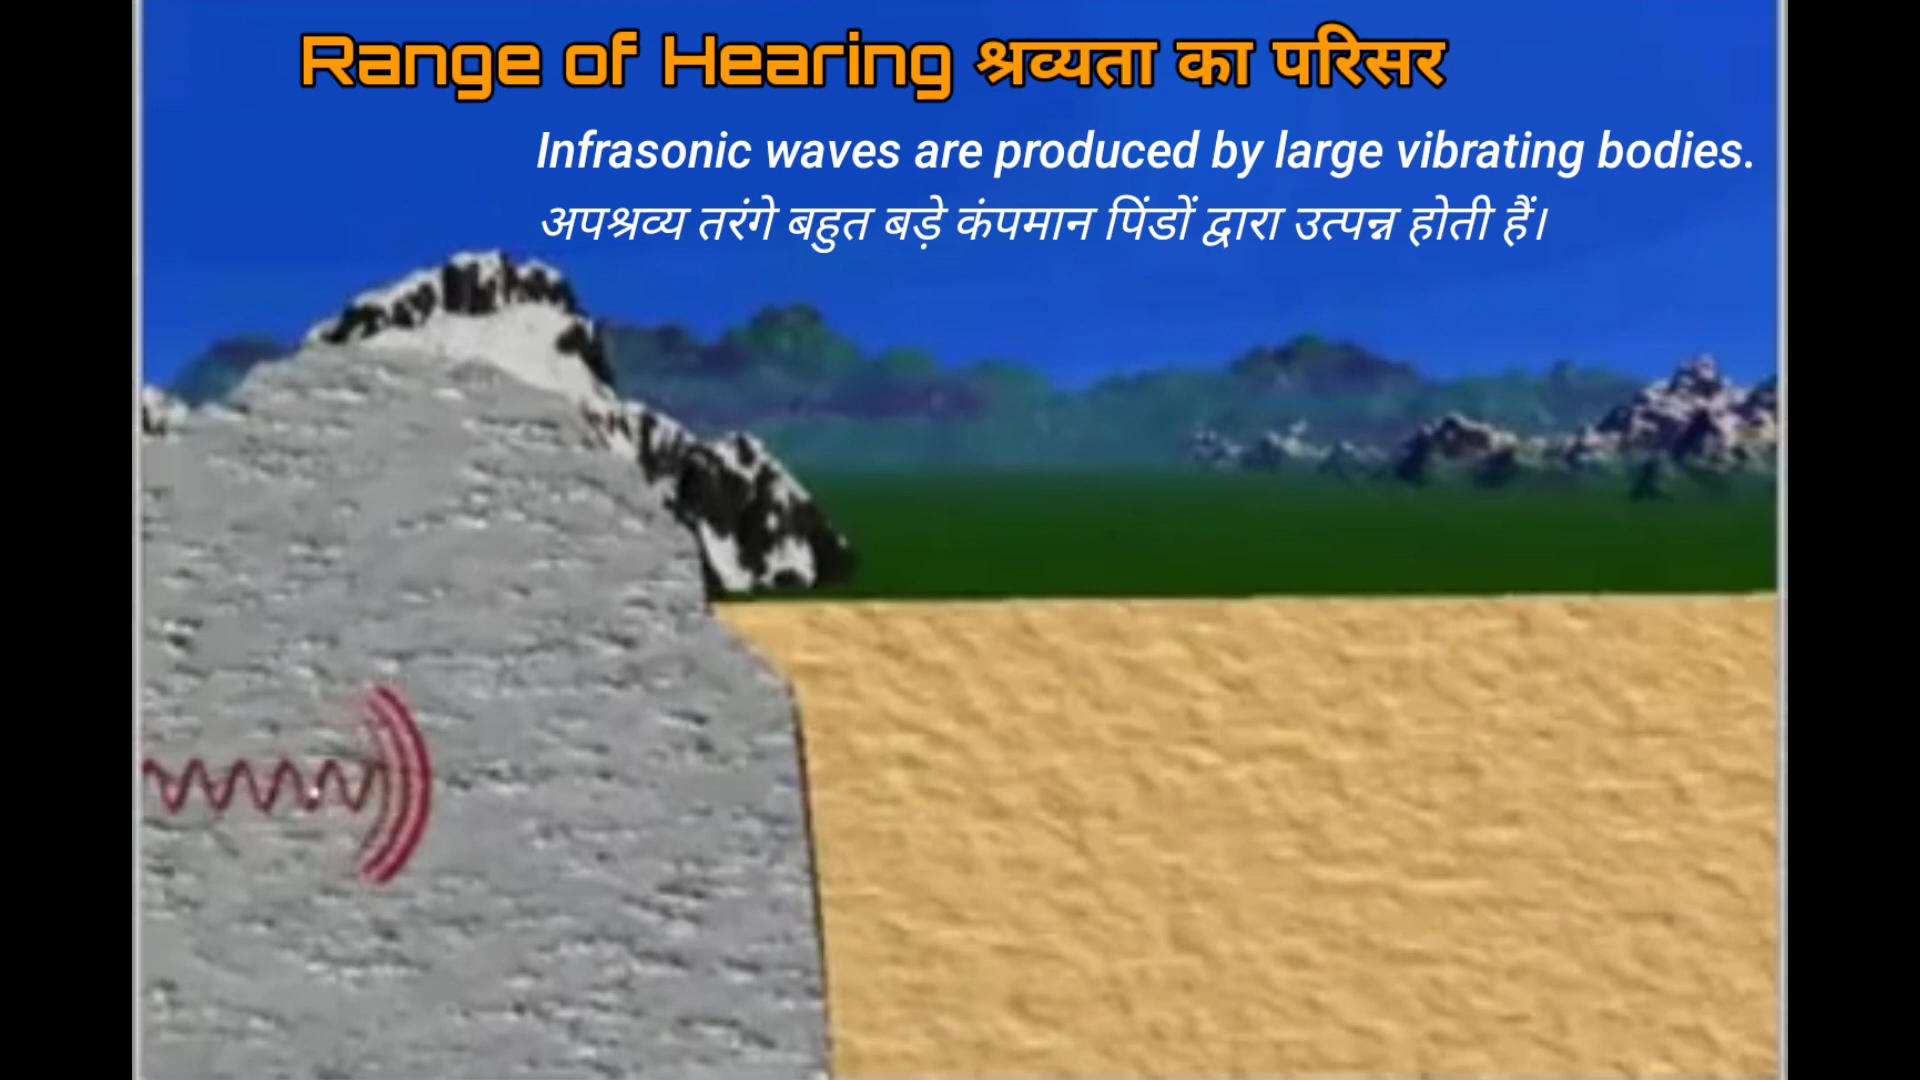 Range of Hearing श्रव्यता का परिसर
Infrasonic waves are produced by large vibrating bodies.
अपश्रव्य तरंगे बहुत बड़े कंपमान पिंडों द्वारा उत्पन्न होती हैं।